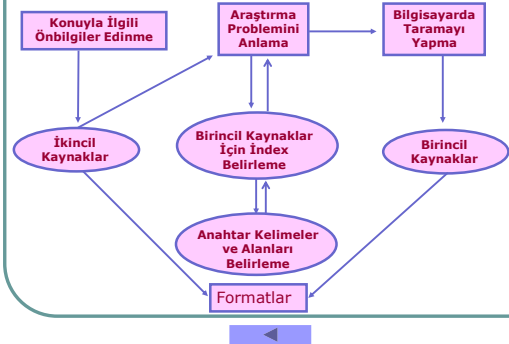 Konuyla İlgili
Önbilgiler Edinme
Araştırma
Problemini
Anlama
Bilgisayarda
Taramayı
Yapma
İkincil
Kaynaklar
Birincil Kaynaklar
İçin İndex
Belirleme
Birincil
Kaynaklar
Anahtar Kelimeler
ve Alanları
Belirleme
Formatlar